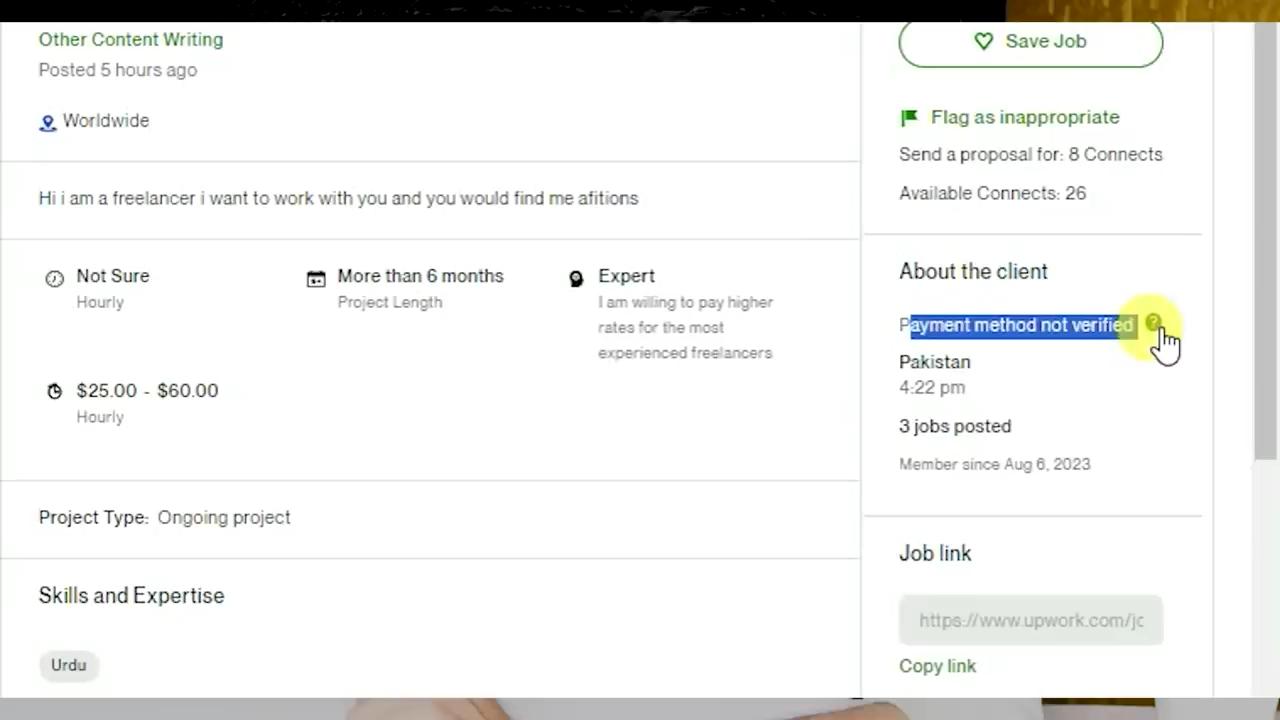 Other Content Writing
Posted 5 hours ago
Worldwide
Hi i am a freelancer i want to work with you and you would find me afitions
Not Sure
Hourly
More than 6 months
Project Length
Expert
I am willing to pay higher
rates for the most
experienced freelancers
$25.00 - $60.00
Hourly
Project Type: Ongoing project
Skills and Expertise
Urdu
Save Job
Flag as inappropriate
Send a proposal for: 8 Connects
Available Connects: 26
About the client
Payment method not verified ?
Pakistan
4:22 pm
3 jobs posted
Member since Aug 6, 2023
Job link
https://www.upwork.com/jo
Copy link